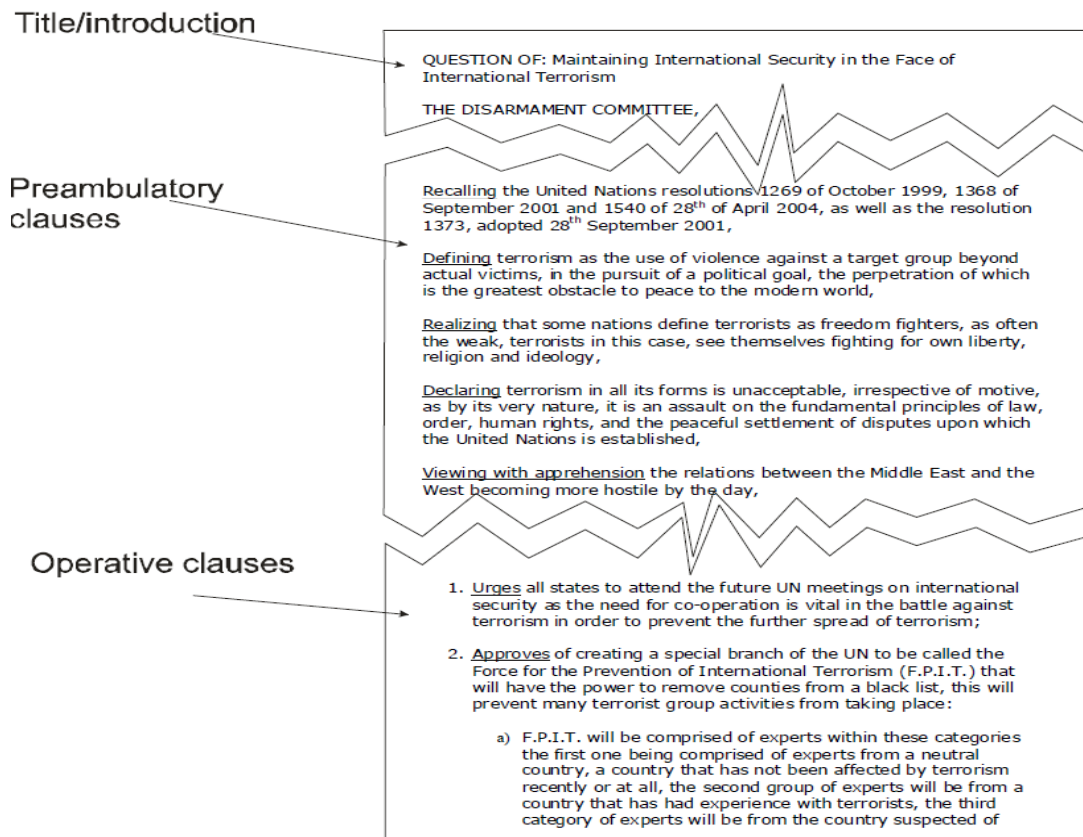 Title/introduction
QUESTION OF: Maintaining International Security in the Face of
International Terrorism
THE DISARMAMENT COMMITTEE,
Preambulatory
clauses
Recalling the United Nations resolutions 1269 of October 1999, 1368 of
September 2001 and 1540 of 28th of April 2004, as well as the resolution
1373, adopted 28th September 2001,
Defining terrorism as the use of violence against a target group beyond
actual victims, in the pursuit of a political goal, the perpetration of which
is the greatest obstacle to peace to the modern world,
Realizing that some nations define terrorists as freedom fighters, as often
the weak, terrorists in this case, see themselves fighting for own liberty,
religion and ideology,
Declaring terrorism in all its forms is unacceptable, irrespective of motive,
as by its very nature, it is an assault on the fundamental principles of law,
order, human rights, and the peaceful settlement of disputes upon which
the United Nations is established,
Viewing with apprehension the relations between the Middle East and the
West becoming more hostile by the day,
Operative clauses
1. Urges all states to attend the future UN meetings on international
security as the need for co-operation is vital in the battle against
terrorism in order to prevent the further spread of terrorism;
2. Approves of creating a special branch of the UN to be called the
Force for the Prevention of International Terrorism (F.P.I.T.) that
will have the power to remove counties from a black list, this will
prevent many terrorist group activities from taking place:
a) F.P.I.T. will be comprised of experts within these categories
the first one being comprised of experts from a neutral
country, a country that has not been affected by terrorism
recently or at all, the second group of experts will be from a
country that has had experience with terrorists, the third
category of experts will be from the country suspected of